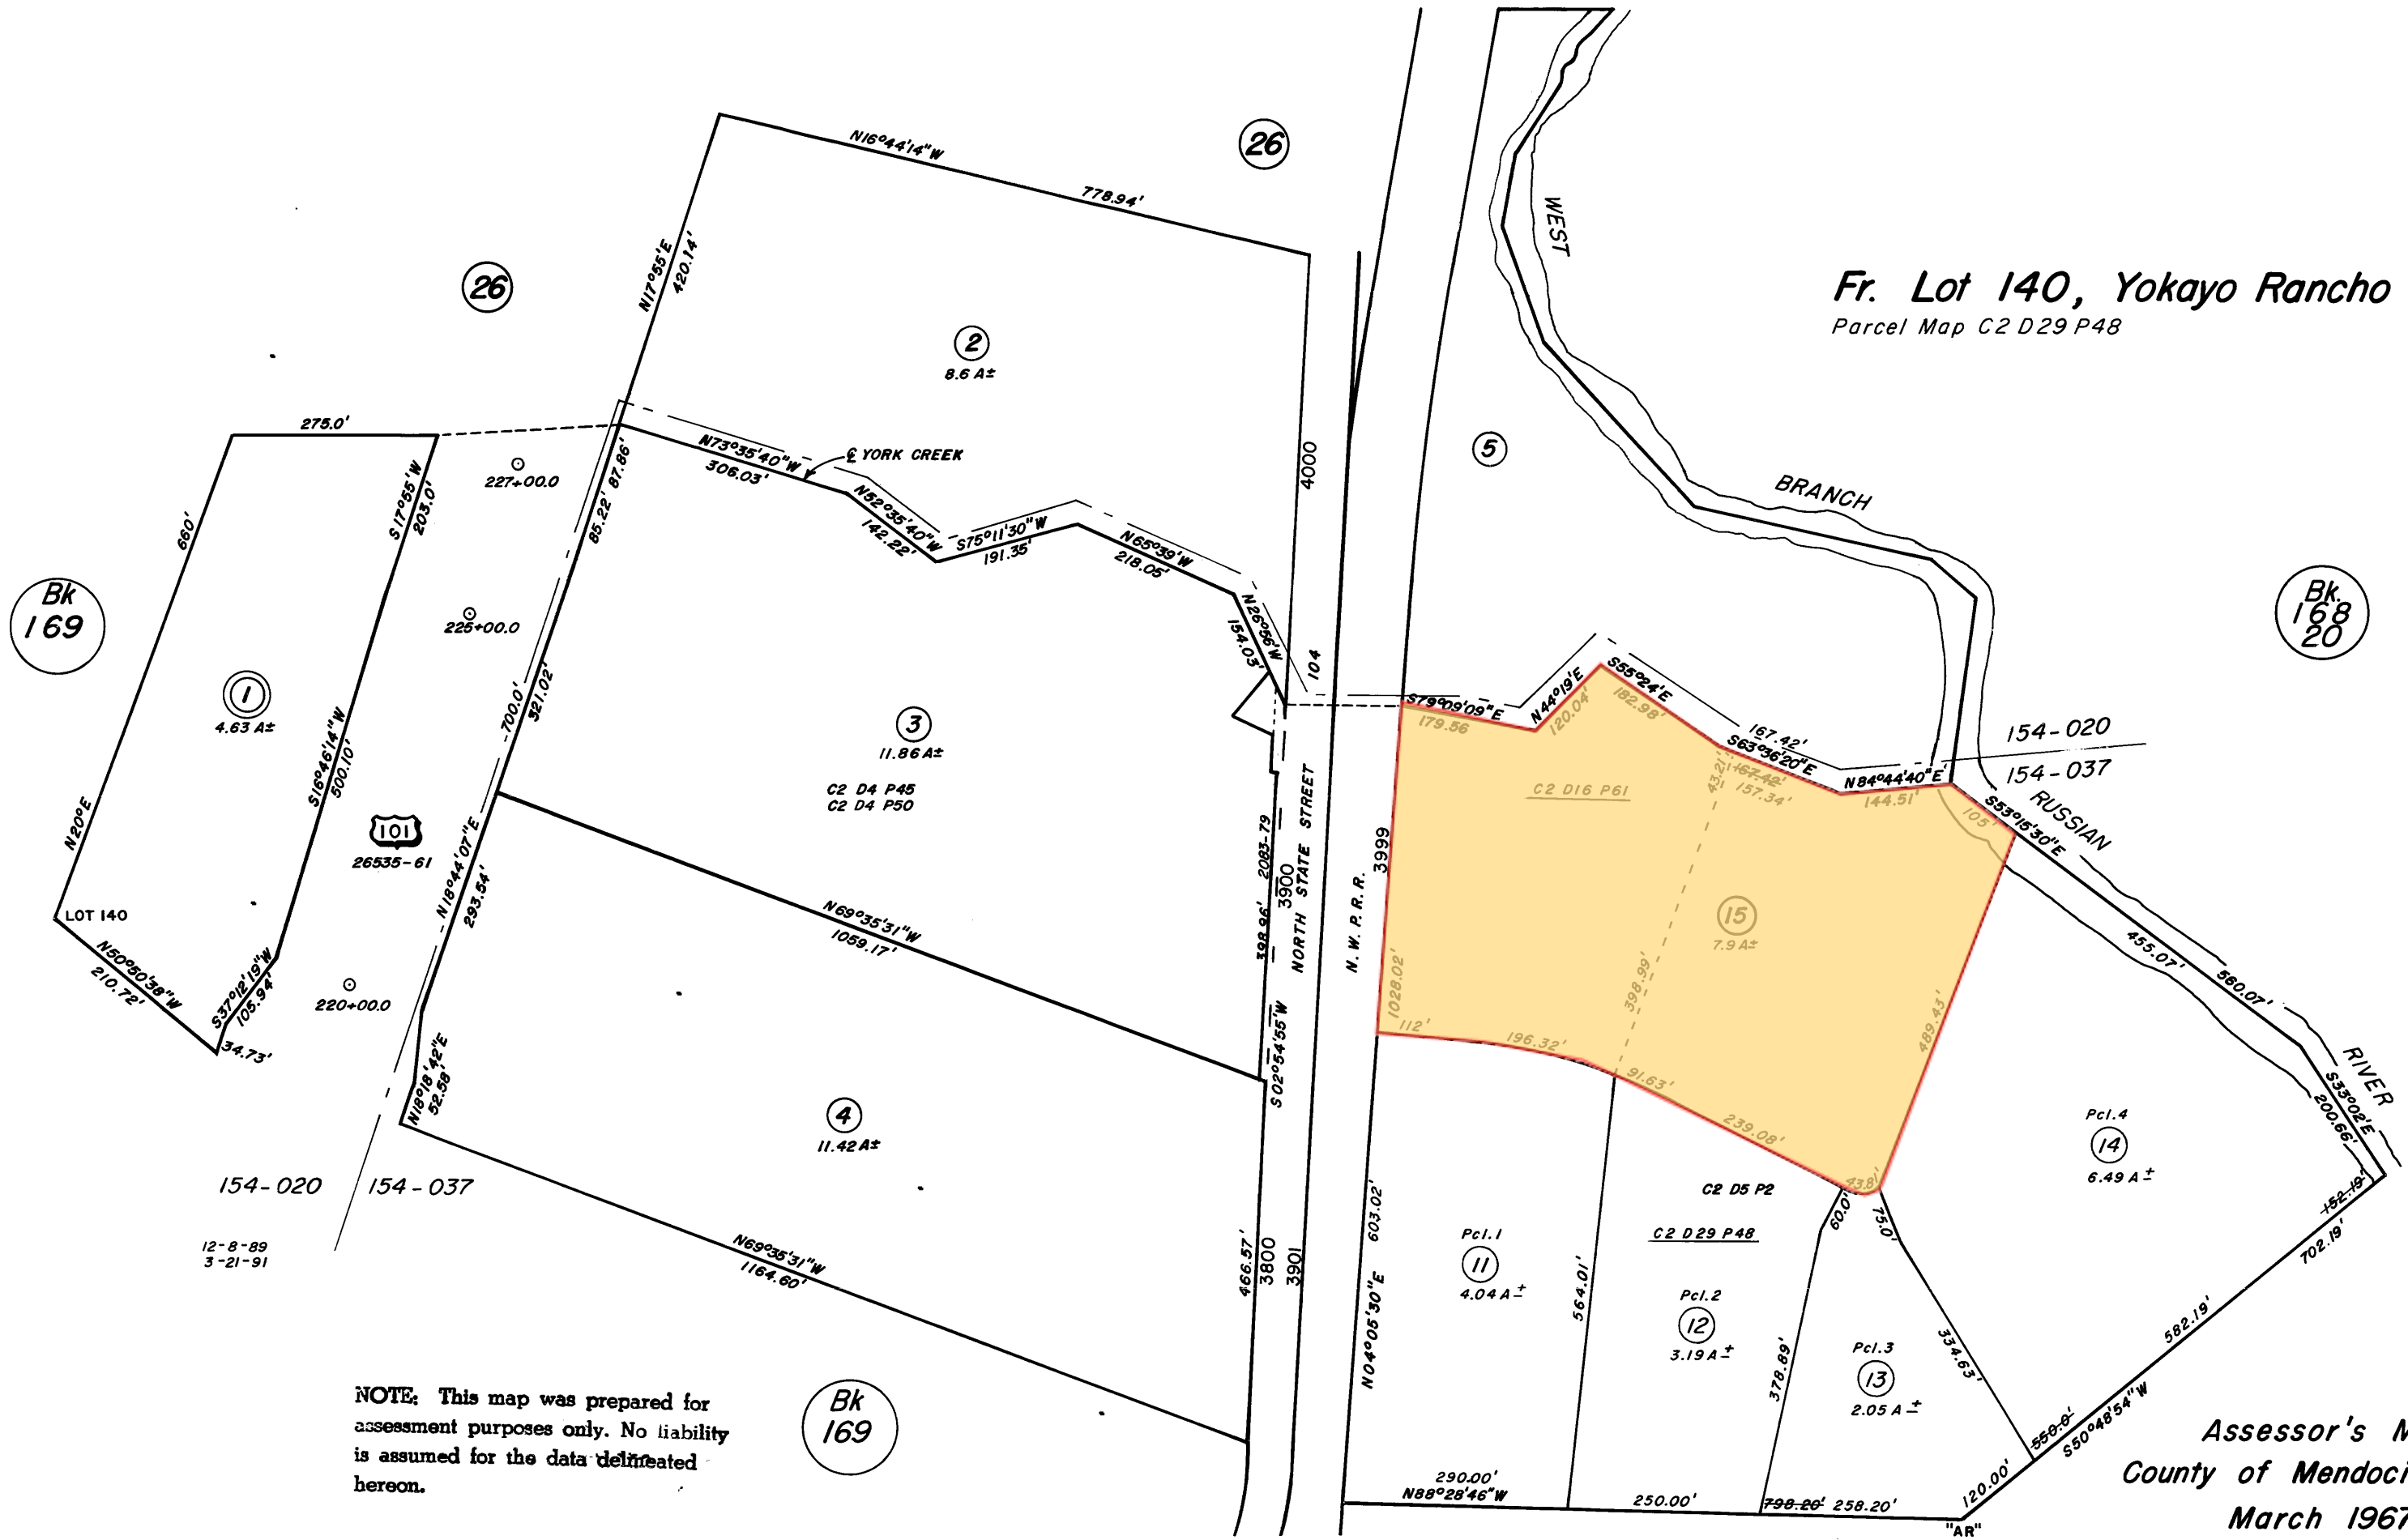 N16°44'14"W
778.94'
26
26
N17°55'E
420.14'
2
8.6 A±
WEST
Fr. Lot 140, Yokayo Rancho
Parcel Map C2 D29 P48
275.0'
660'
N20°E
S17°55'W
203.0'
227+00.0
225+00.0
220+00.0
85.22' 87.86'
N73°35'40"W
306.03'
℄ YORK CREEK
N52°35'40"W
142.22'
S75°11'30"W
191.35'
N65°39'W
218.05'
N26°56'W
154.03'
4000
104
5
BRANCH
Bk
169
1
4.63 A±
S16°46'14"W
500.10'
700.0'
321.02'
3
11.86 A±
C2 D4 P45
C2 D4 P50
101
26535-61
N18°44'07"E
293.54'
LOT 140
N50°50'38"W
210.72'
S37°12'19"W
105.94'
34.73'
N69°35'31"W
1059.17'
398.96' 2083-79
3900
NORTH STATE STREET
S02°54'55"W
N. W. P. R. R.
3999
S79°09'09"E
179.56
N44°19'E
120.04'
S55°24'E
182.98'
167.42'
S63°36'20"E
167.42'
157.34'
43.21'
N84°44'40"E
144.51'
154-020
154-037
Bk.
168
20
C2 D16 P61
105'
S53°15'30"E
RUSSIAN
15
7.9 A±
398.99'
1028.02'
112'
196.32'
91.63'
239.08'
43.81'
489.43'
455.07'
560.07'
RIVER
S33°02'E
200.66'
N18°18'42"E
52.58'
4
11.42 A±
154-020
154-037
12-8-89
3-21-91
N69°35'31"W
1164.60'
466.57'
3800
3901
N04°05'30"E 603.02'
Pcl.1
11
4.04 A±
564.01'
C2 D5 P2
C2 D29 P48
Pcl.2
12
3.19 A±
60.0'
75.0'
378.89'
Pcl.3
13
2.05 A±
334.63'
Pcl.4
14
6.49 A±
152.19'
702.19'
582.19'
550.0'
S50°48'54"W
120.00'
290.00'
N88°28'46"W
250.00'
798.20' 258.20'
"AR"
NOTE: This map was prepared for
assessment purposes only. No liability
is assumed for the data delineated
hereon.
Bk
169
Assessor's M
County of Mendoci
March 1967